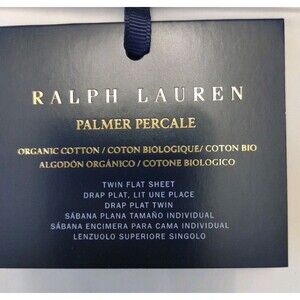 RALPH LAUREN
PALMER PERCALE
ORGANIC COTTON / COTON BIOLOGIQUE/ COTON BIO
ALGODÓN ORGÁNICO / COTONE BIOLOGICO
TWIN FLAT SHEET
DRAP PLAT, LIT UNE PLACE
DRAP PLAT TWIN
SÁBANA PLANA TAMAÑO INDIVIDUAL
SÁBANA ENCIMERA PARA CAMA INDIVIDUAL
LENZUOLO SUPERIORE SINGOLO